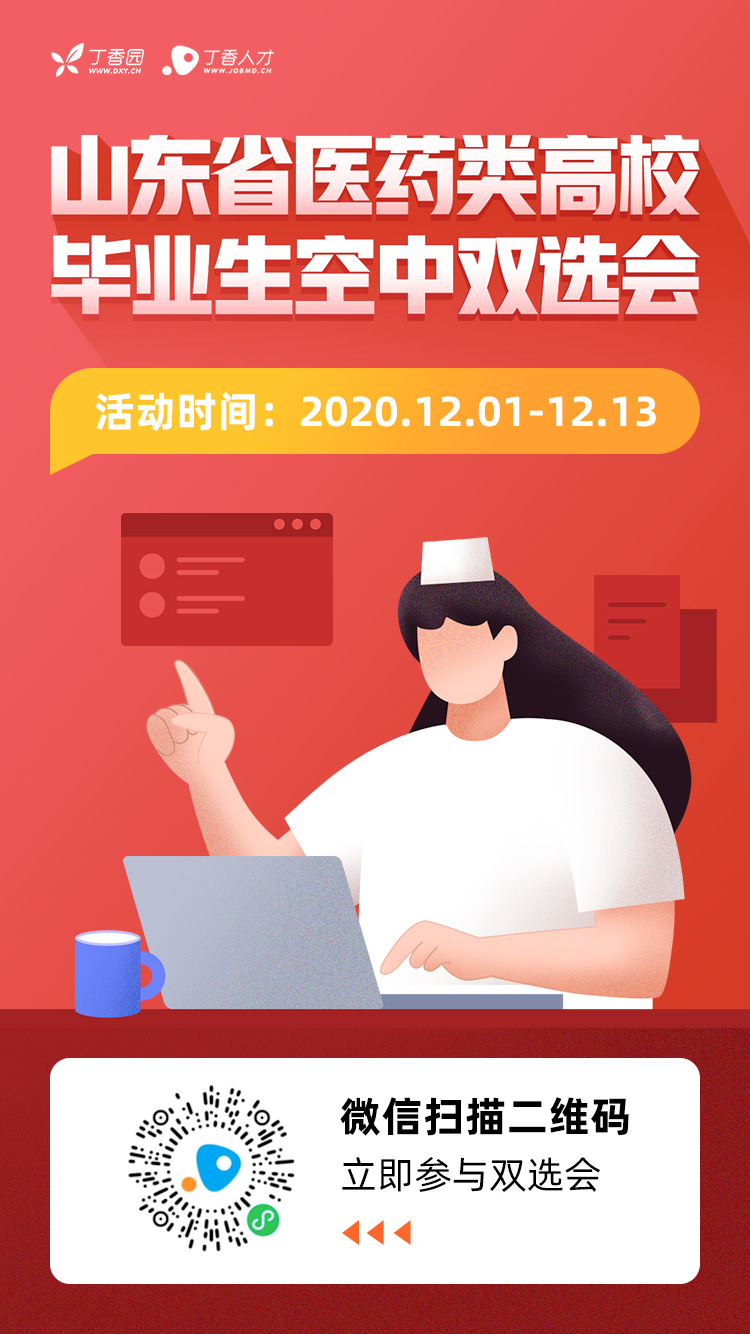 丁香园
WWW.DXY.CN
丁香人才
WWW.JOBMD.CN
山东省医药类高校
毕业生空中双选会
活动时间：2020.12.01-12.13
微信扫描二维码
立即参与双选会